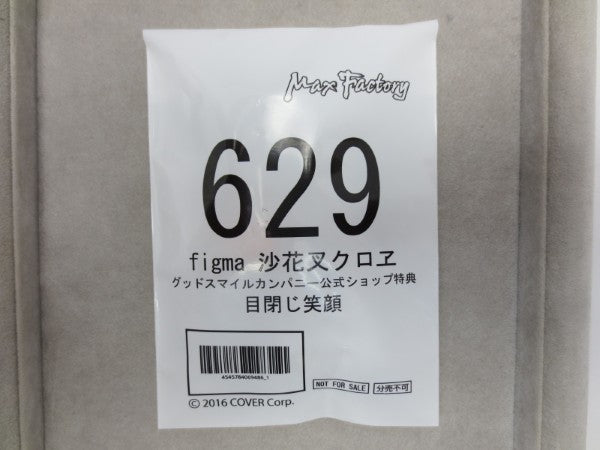 Max Factory
629
figma 沙花叉クロヱ
グッドスマイルカンパニー公式ショップ特典
目閉じ笑顔
4545784069486_1
NOT FOR SALE 分売不可
© 2016 COVER Corp.